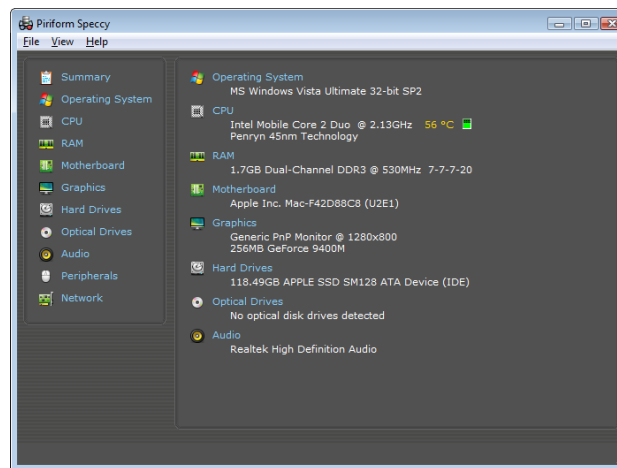 Piriform Speccy
File View Help
Summary
Operating System
CPU
RAM
Motherboard
Graphics
Hard Drives
Optical Drives
Audio
Peripherals
Network
Operating System
MS Windows Vista Ultimate 32-bit SP2
CPU
Intel Mobile Core 2 Duo @ 2.13GHz 56 °C
Penryn 45nm Technology
RAM
1.7GB Dual-Channel DDR3 @ 530MHz 7-7-7-20
Motherboard
Apple Inc. Mac-F42D88C8 (U2E1)
Graphics
Generic PnP Monitor @ 1280x800
256MB GeForce 9400M
Hard Drives
118.49GB APPLE SSD SM128 ATA Device (IDE)
Optical Drives
No optical disk drives detected
Audio
Realtek High Definition Audio